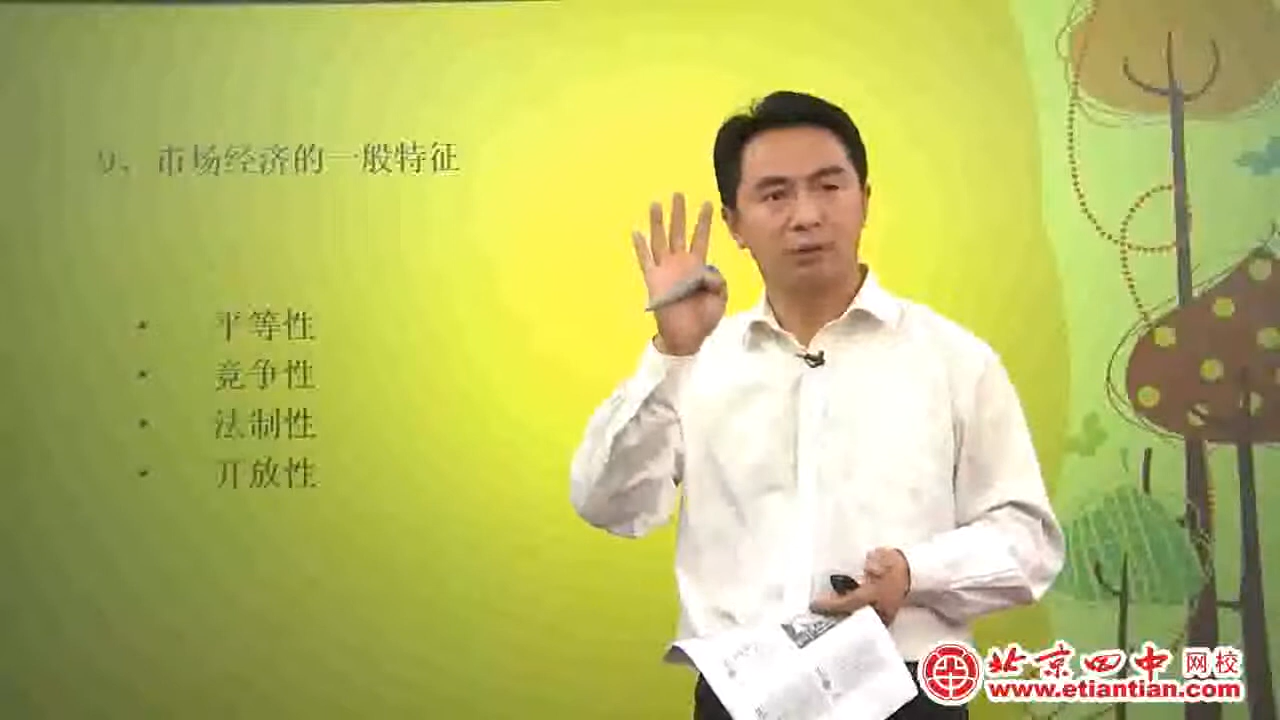 9、市场经济的一般特征
• 平等性
• 竞争性
• 法制性
• 开放性
北京四中网校
www.etiantian.com